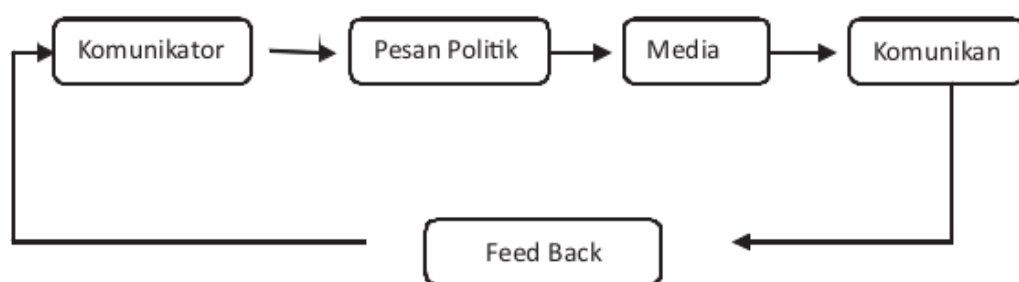 Komunikator
Pesan Politik
Media
Komunikan
Feed Back